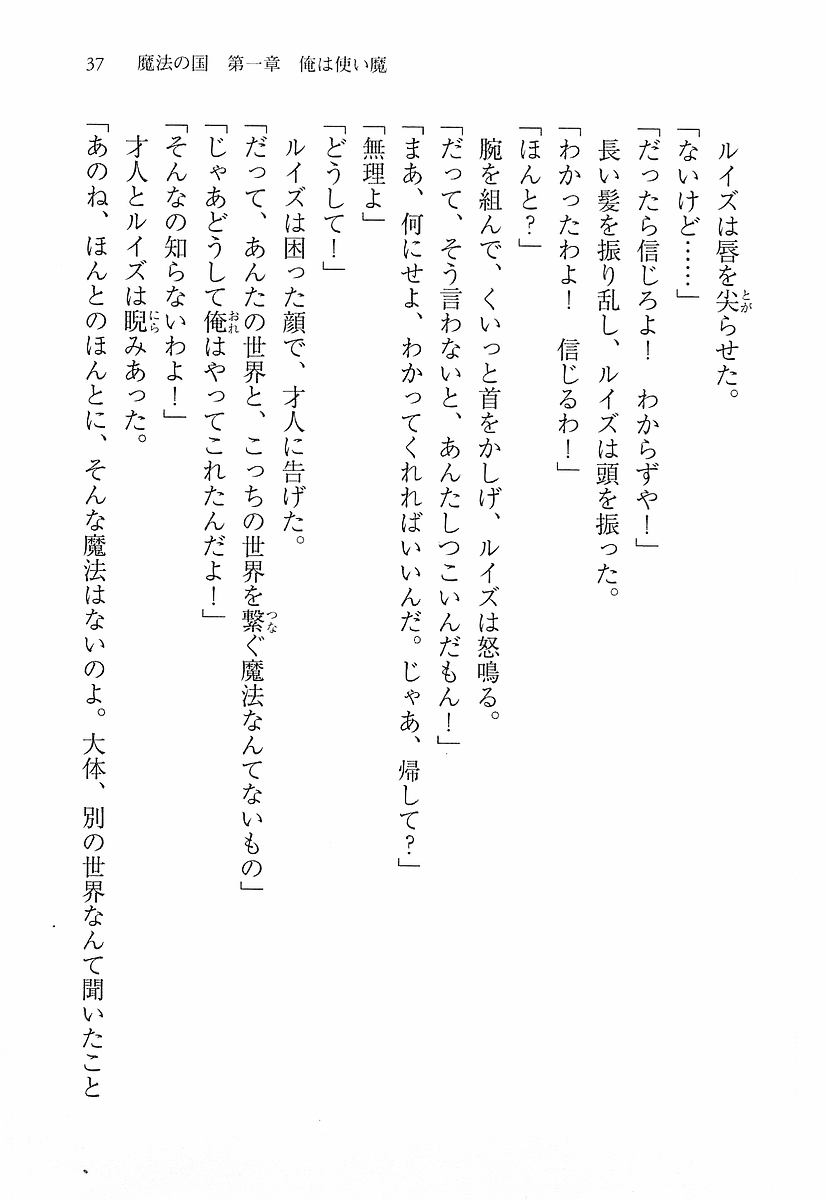 37 魔法の国 第一章 俺は使い魔
ルイズは唇を尖らせた。
「ないけど……」
「だったら信じろよ！ わからずや！」
長い髪を振り乱し、ルイズは頭を振った。
「わかったわよ！ 信じるわ！」
「ほんと？」
腕を組んで、くいっと首をかしげ、ルイズは怒鳴る。
「だって、そう言わないと、あんたしつこいんだもん！」
「まあ、何にせよ、わかってくれればいいんだ。じゃあ、帰して？」
「無理よ」
「どうして！」
ルイズは困った顔で、才人に告げた。
「だって、あんたの世界と、こっちの世界を繋ぐ魔法なんてないもの」
「じゃあどうして俺はやってこれたんだよ！」
「そんなの知らないわよ！」
才人とルイズは睨みあった。
「あのね、ほんとのほんとに、そんな魔法はないのよ。大体、別の世界なんて聞いたこと